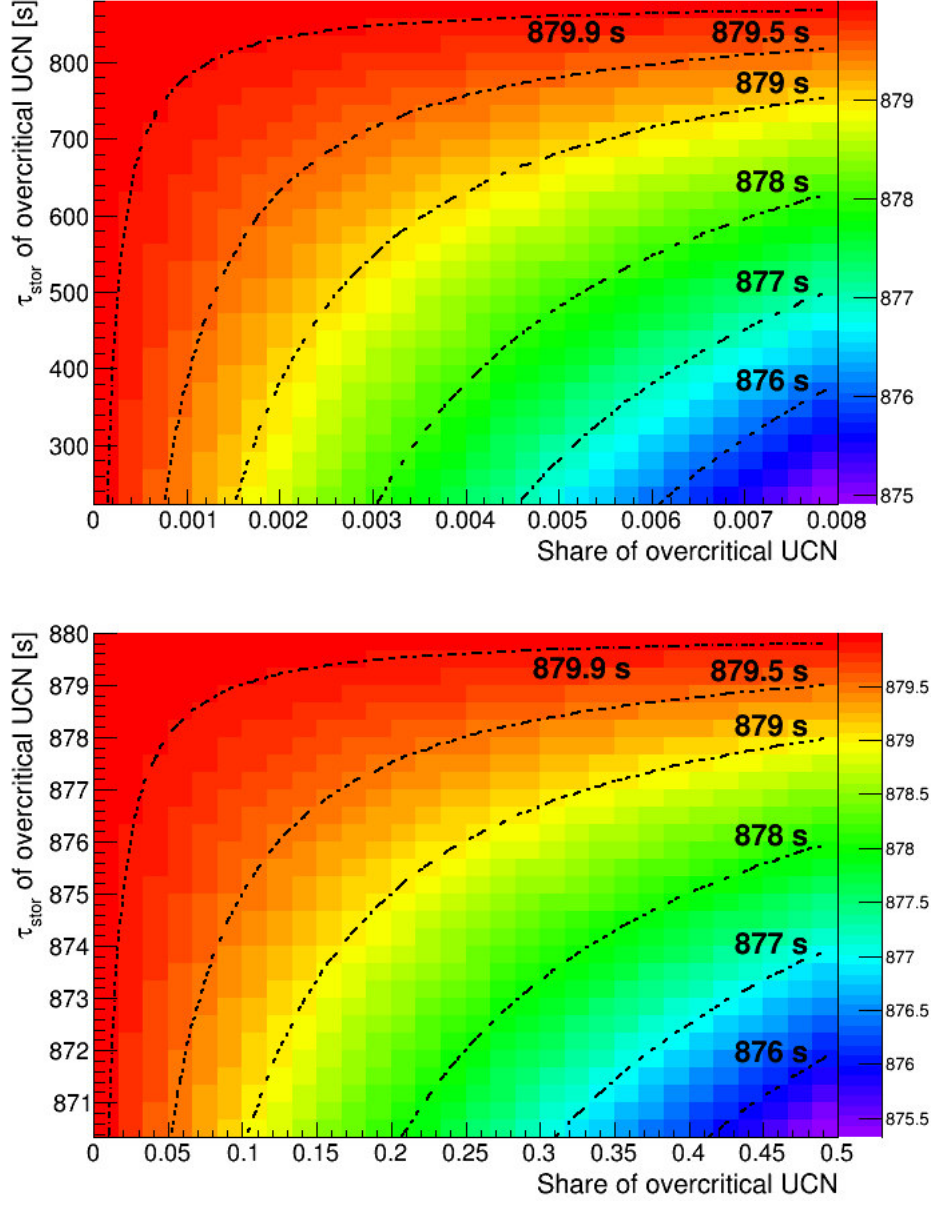 τstor of overcritical UCN [s]
800
700
600
500
400
300
879.9 s
879.5 s
879 s
878 s
877 s
876 s
879
878
877
876
875
0 0.001 0.002 0.003 0.004 0.005 0.006 0.007 0.008
Share of overcritical UCN
τstor of overcritical UCN [s]
880
879
878
877
876
875
874
873
872
871
879.9 s
879.5 s
879 s
878 s
877 s
876 s
879.5
879
878.5
878
877.5
877
876.5
876
875.5
0 0.05 0.1 0.15 0.2 0.25 0.3 0.35 0.4 0.45 0.5
Share of overcritical UCN